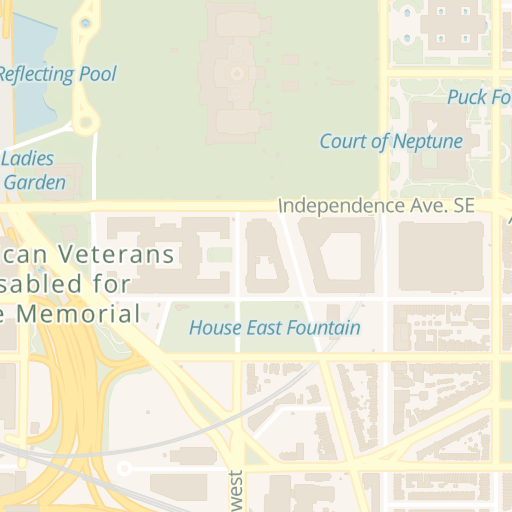 Reflecting Pool
Puck Fo
Court of Neptune
Ladies
Garden
Independence Ave. SE
can Veterans
sabled for
e Memorial
House East Fountain
west